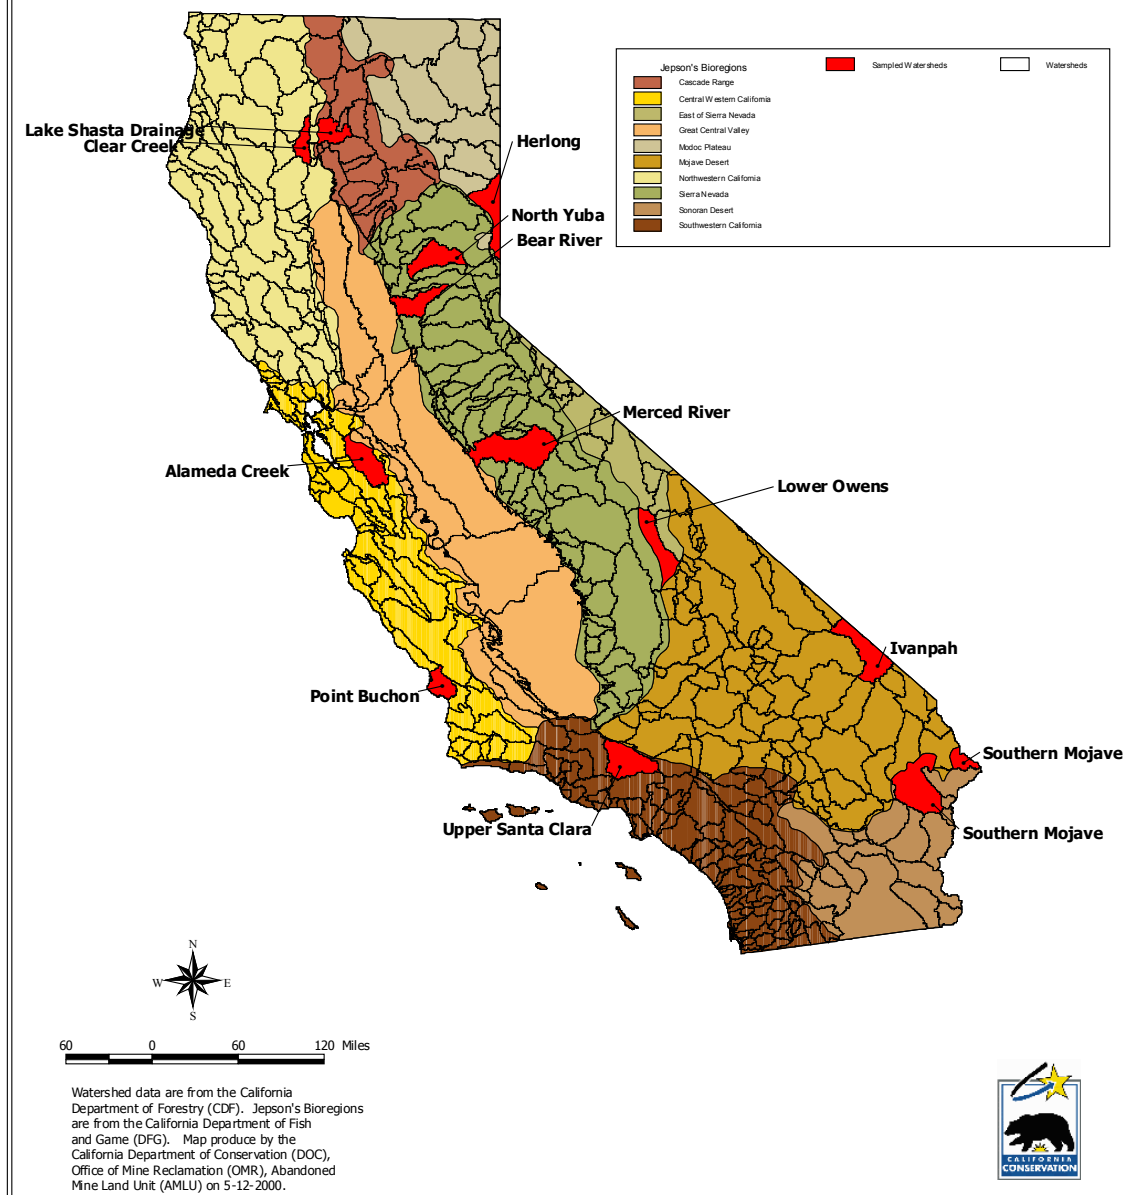 Jepson's Bioregions
Cascade Range
Central Western California
East of Sierra Nevada
Great Central Valley
Modoc Plateau
Mojave Desert
Northwestern California
Sierra Nevada
Sonoran Desert
Southwestern California
Sampled Watersheds
Watersheds
Lake Shasta Drainage
Clear Creek
Herlong
North Yuba
Bear River
Merced River
Alameda Creek
Lower Owens
Ivanpah
Point Buchon
Southern Mojave
Upper Santa Clara
Southern Mojave
N
W E
S
60 0 60 120 Miles
Watershed data are from the California
Department of Forestry (CDF). Jepson's Bioregions
are from the California Department of Fish
and Game (DFG). Map produce by the
California Department of Conservation (DOC),
Office of Mine Reclamation (OMR), Abandoned
Mine Land Unit (AMLU) on 5-12-2000.
CALIFORNIA
CONSERVATION